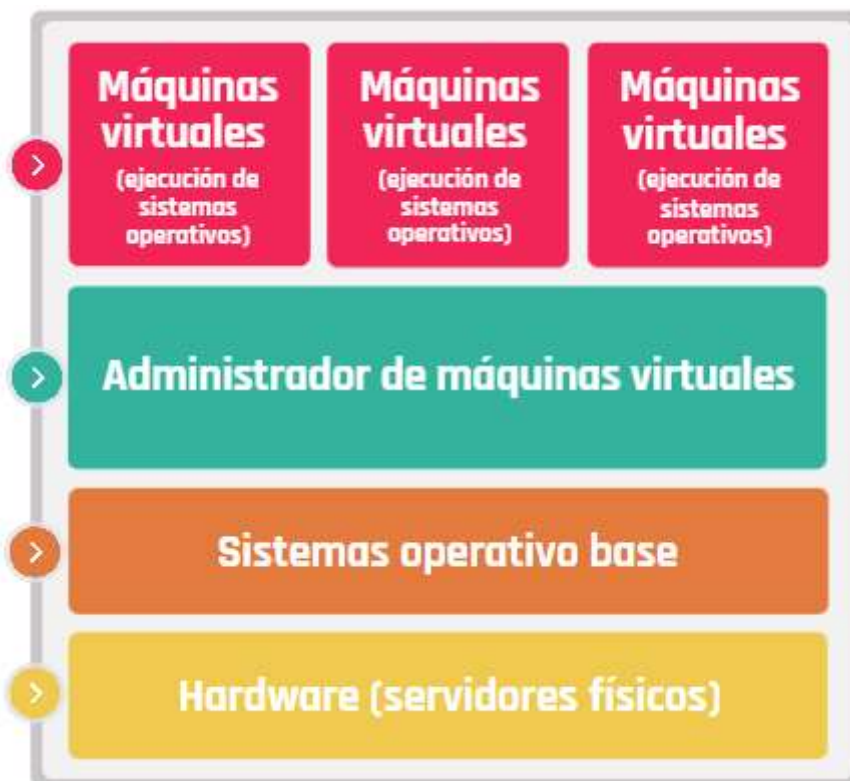 Máquinas
virtuales
(ejecución de
sistemas
operativos)
Máquinas
virtuales
(ejecución de
sistemas
operativos)
Máquinas
virtuales
(ejecución de
sistemas
operativos)
Administrador de máquinas virtuales
Sistemas operativo base
Hardware (servidores físicos)